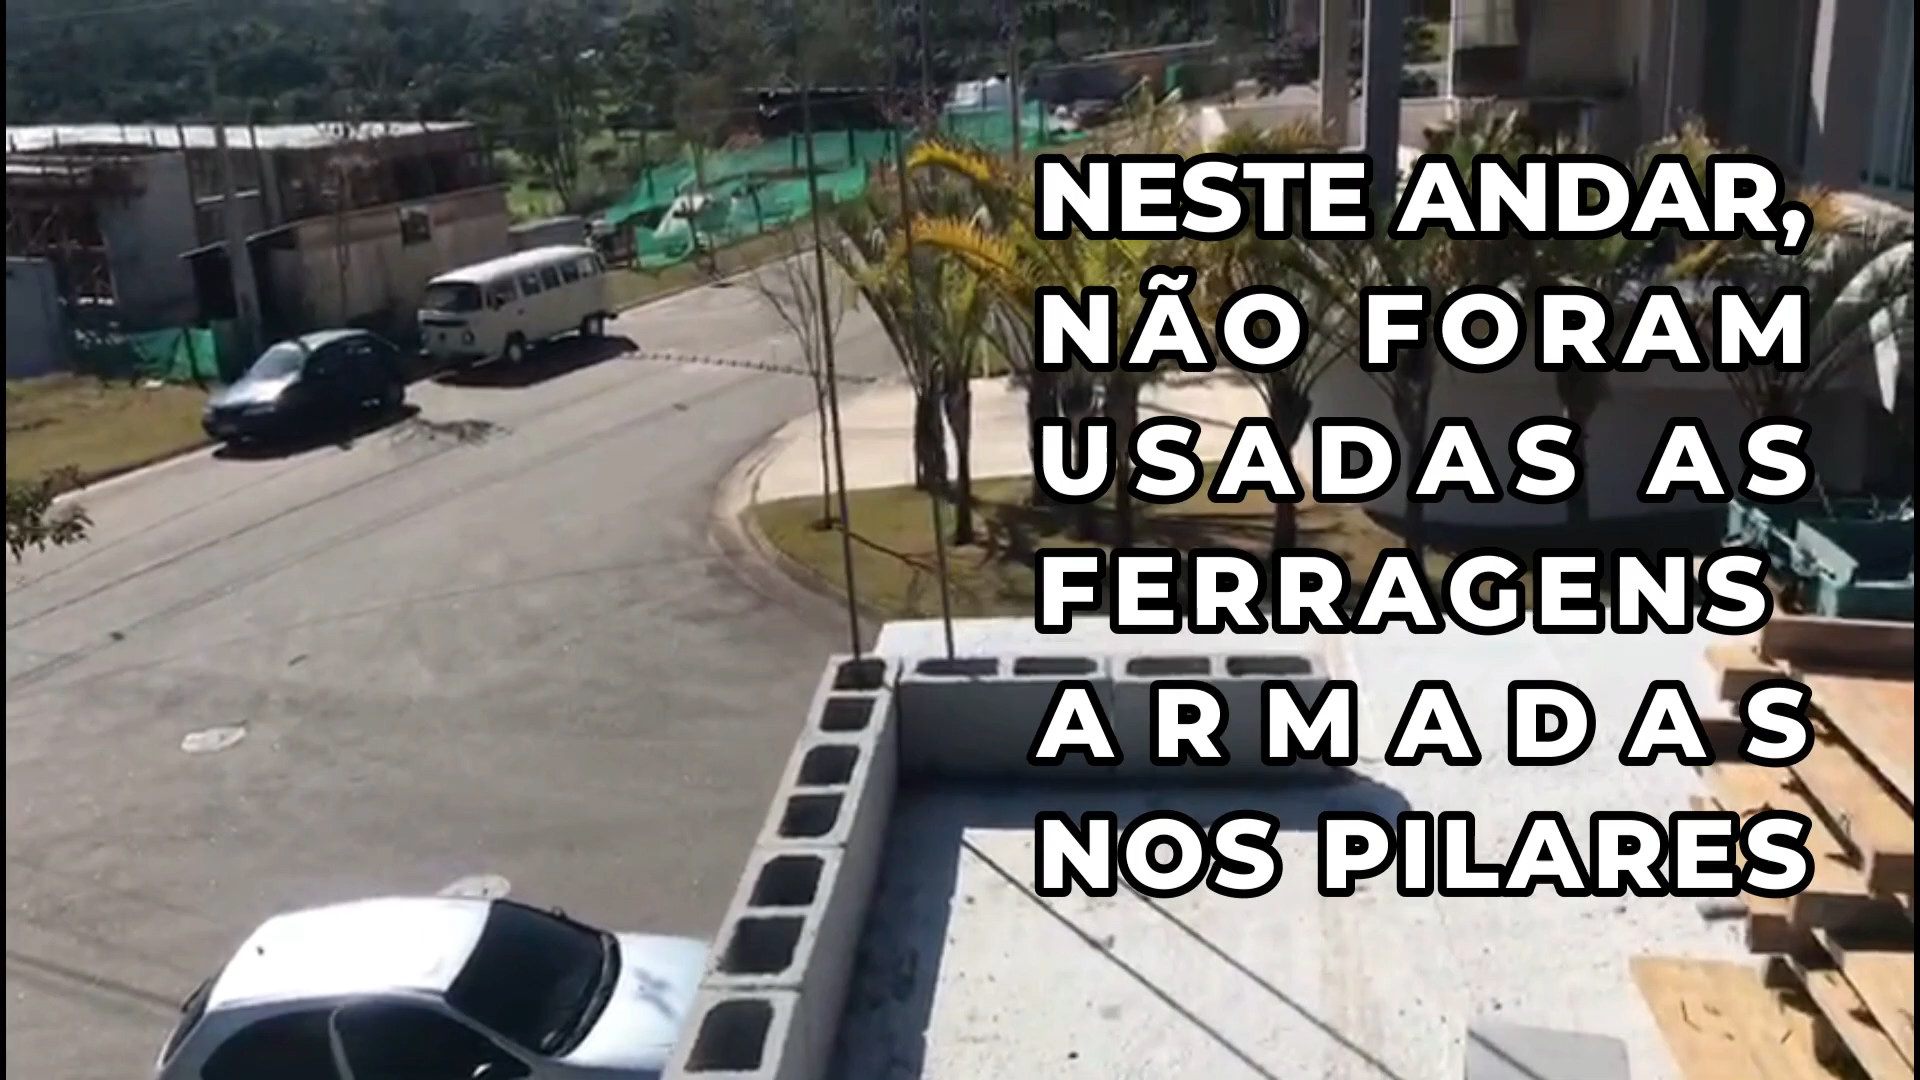 NESTE ANDAR,
NÃO FORAM
USADAS AS
FERRAGENS
ARMADAS
NOS PILARES